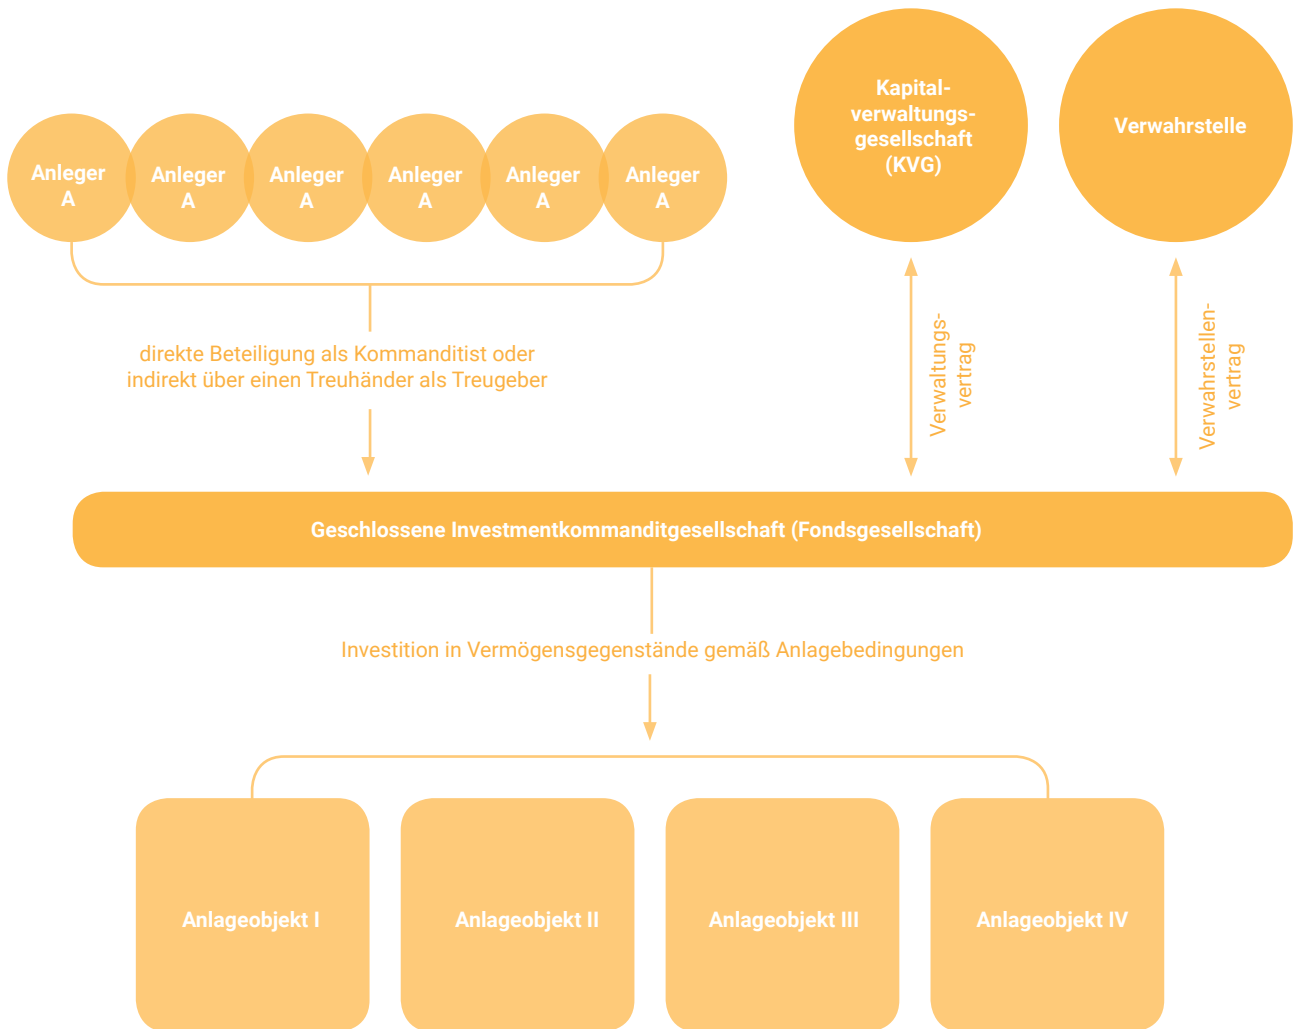 Kapital-
verwaltungs-
gesellschaft
(KVG)
Verwahrstelle
Anleger
A
Anleger
A
Anleger
A
Anleger
A
Anleger
A
Anleger
A
direkte Beteiligung als Kommanditist oder
indirekt über einen Treuhänder als Treugeber
Verwaltungs-
vertrag
Verwahrstellen-
vertrag
Geschlossene Investmentkommanditgesellschaft (Fondsgesellschaft)
Investition in Vermögensgegenstände gemäß Anlagebedingungen
Anlageobjekt I
Anlageobjekt II
Anlageobjekt III
Anlageobjekt IV